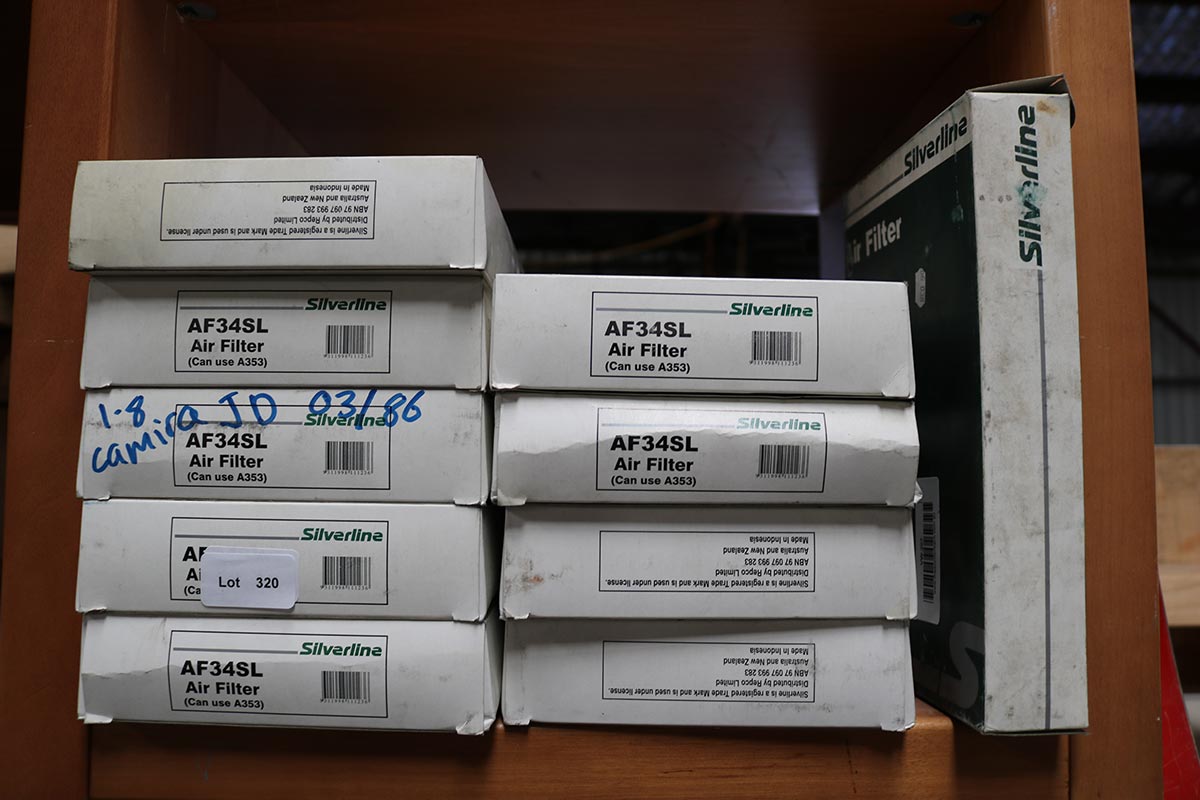 Silverline is a registered Trade Mark and is used under license.
Distributed by Repco Limited
ABN 97 097 993 283
Australia and New Zealand
Made in Indonesia
Silverline
AF34SL
Air Filter
(Can use A353)
1-8 camira JD 03/86
Silverline
AF34SL
Air Filter
(Can use A353)
Silverline
AF
Ai
(Ca
Lot 320
Silverline
AF34SL
Air Filter
(Can use A353)
Silverline
AF34SL
Air Filter
(Can use A353)
Silverline
AF34SL
Air Filter
(Can use A353)
Silverline is a registered Trade Mark and is used under license.
Distributed by Repco Limited
ABN 97 097 993 283
Australia and New Zealand
Made in Indonesia
Silverline is a registered Trade Mark and is used under license.
Distributed by Repco Limited
ABN 97 097 993 283
Australia and New Zealand
Made in Indonesia
Silverline
Air Filter
Silverline